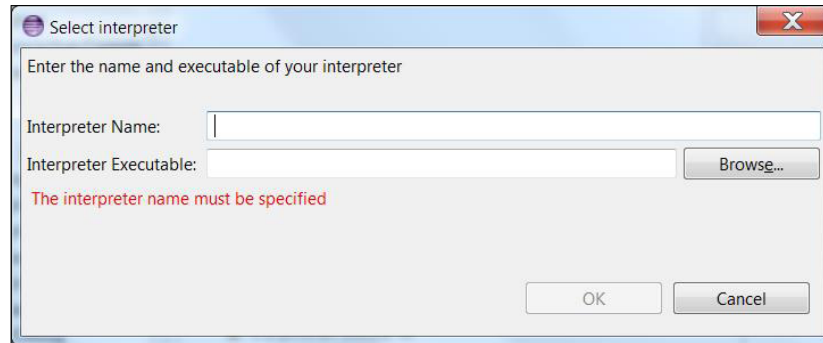 Select interpreter
Enter the name and executable of your interpreter
Interpreter Name:
Interpreter Executable:
Browse...
The interpreter name must be specified
OK
Cancel